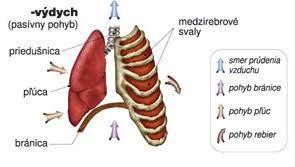 -výdych
(pasívny pohyb)
priedušnica
pľúca
bránica
medzirebrové
svaly
smer prúdenia
vzduchu
pohyb bránice
pohyb pľúc
pohyb rebier